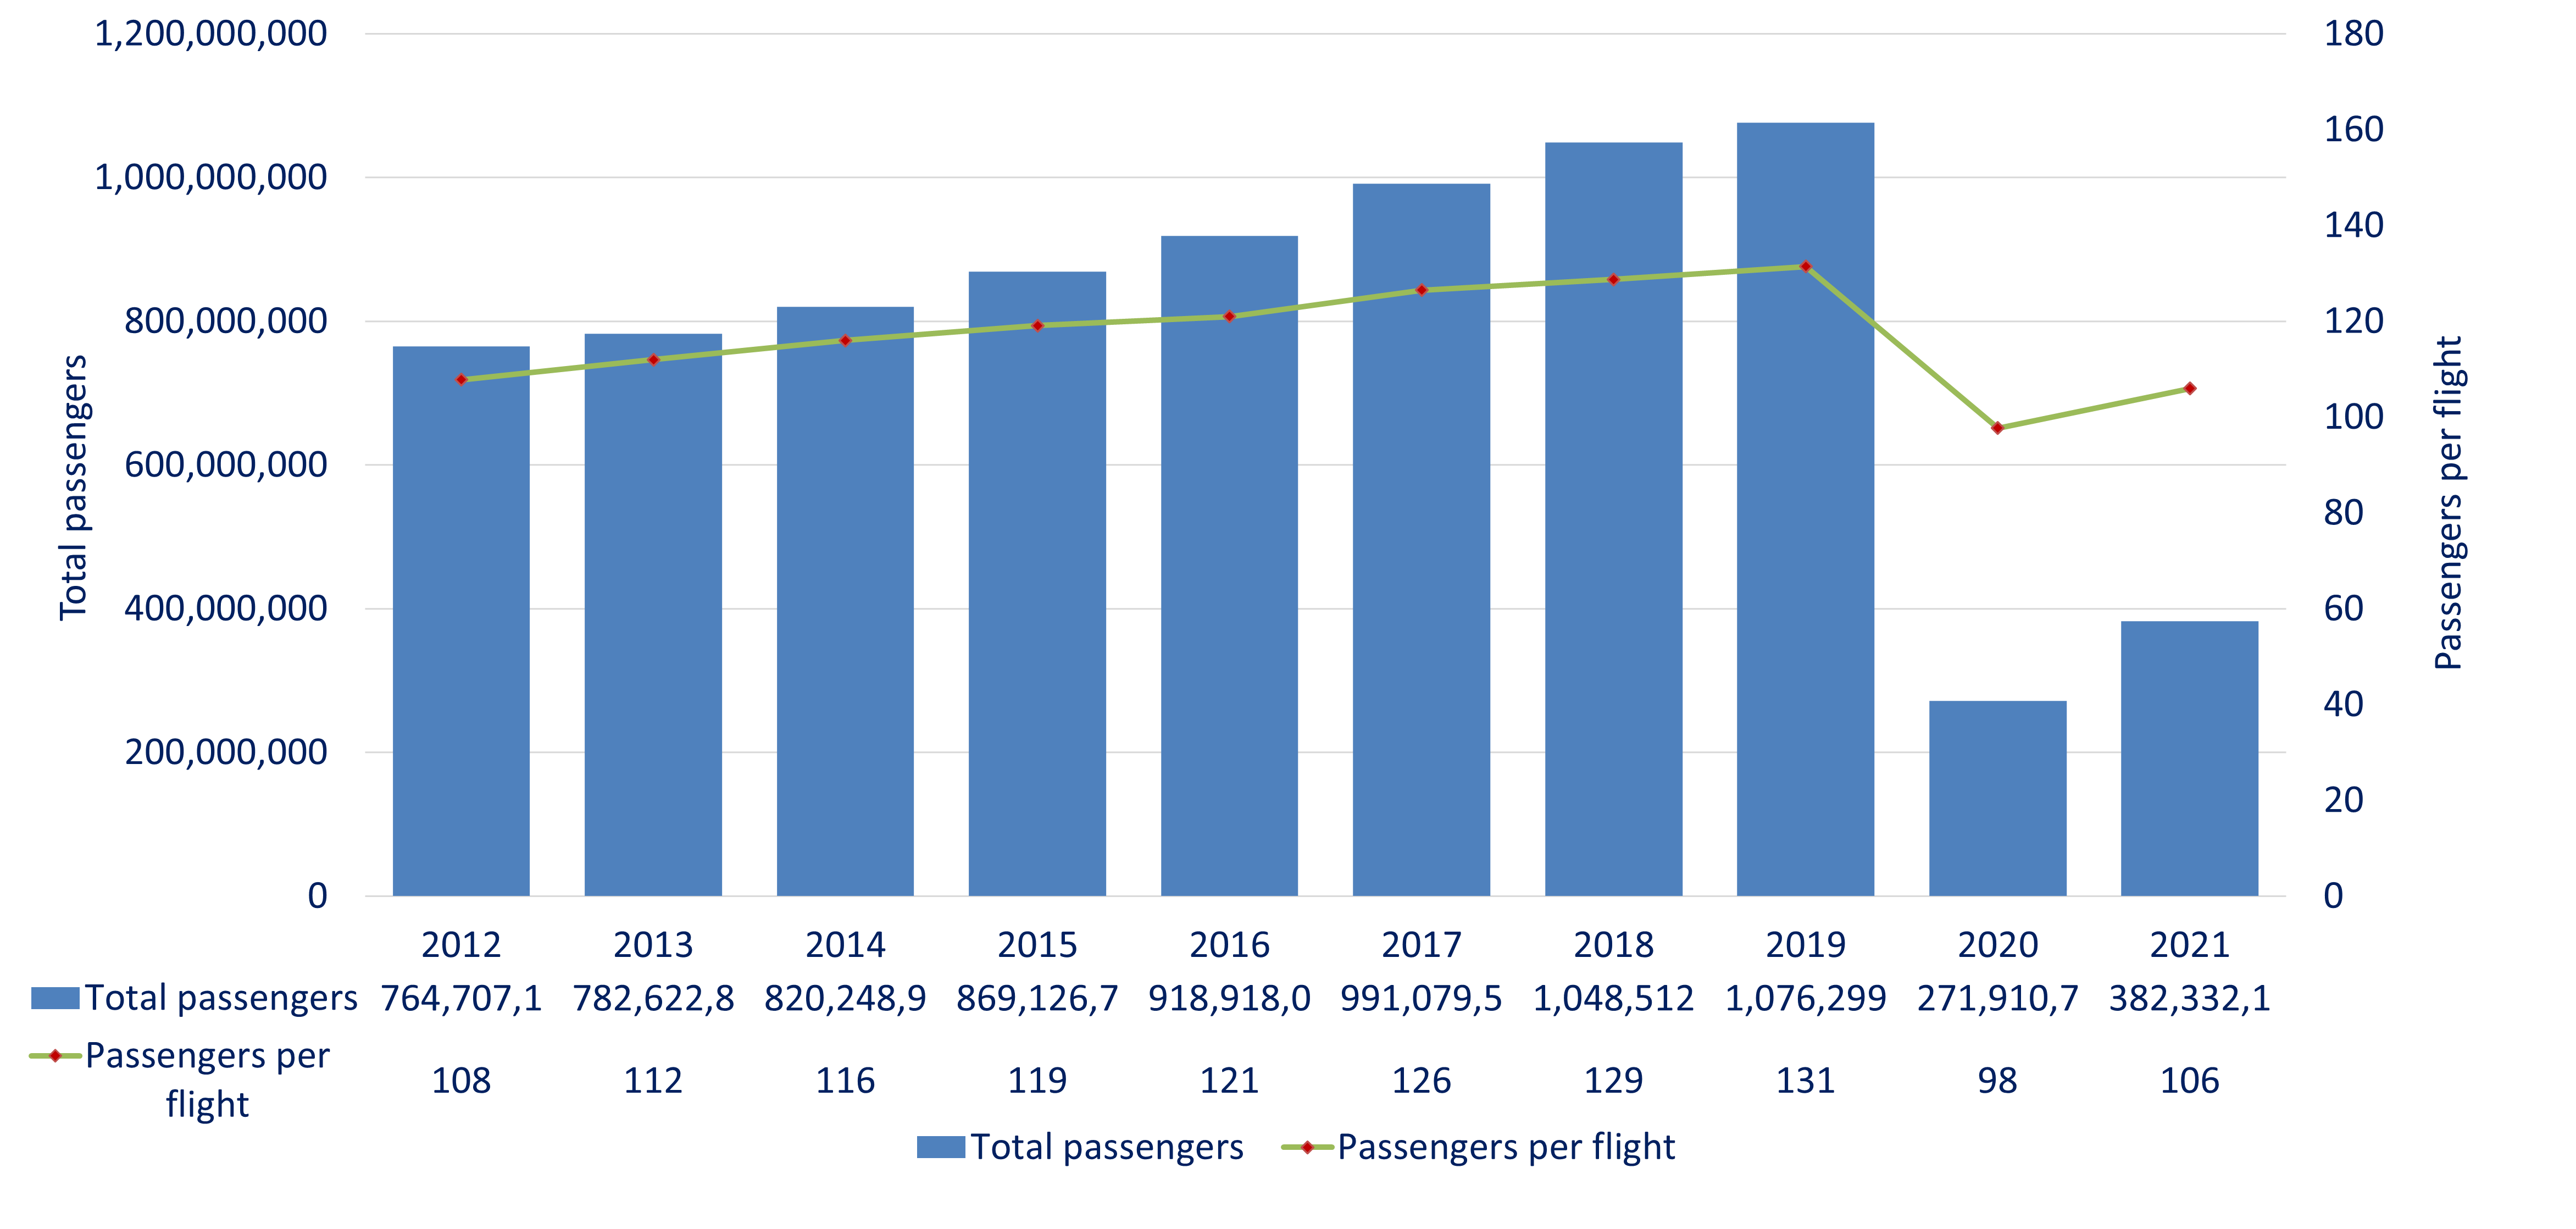 1,200,000,000
1,000,000,000
800,000,000
600,000,000
400,000,000
200,000,000
0
Total passengers
180
160
140
120
100
80
60
40
20
0
Passengers per flight
2012 2013 2014 2015 2016 2017 2018 2019 2020 2021
Total passengers 764,707,1 782,622,8 820,248,9 869,126,7 918,918,0 991,079,5 1,048,512 1,076,299 271,910,7 382,332,1
Passengers per
flight
108 112 116 119 121 126 129 131 98 106
Total passengers Passengers per flight